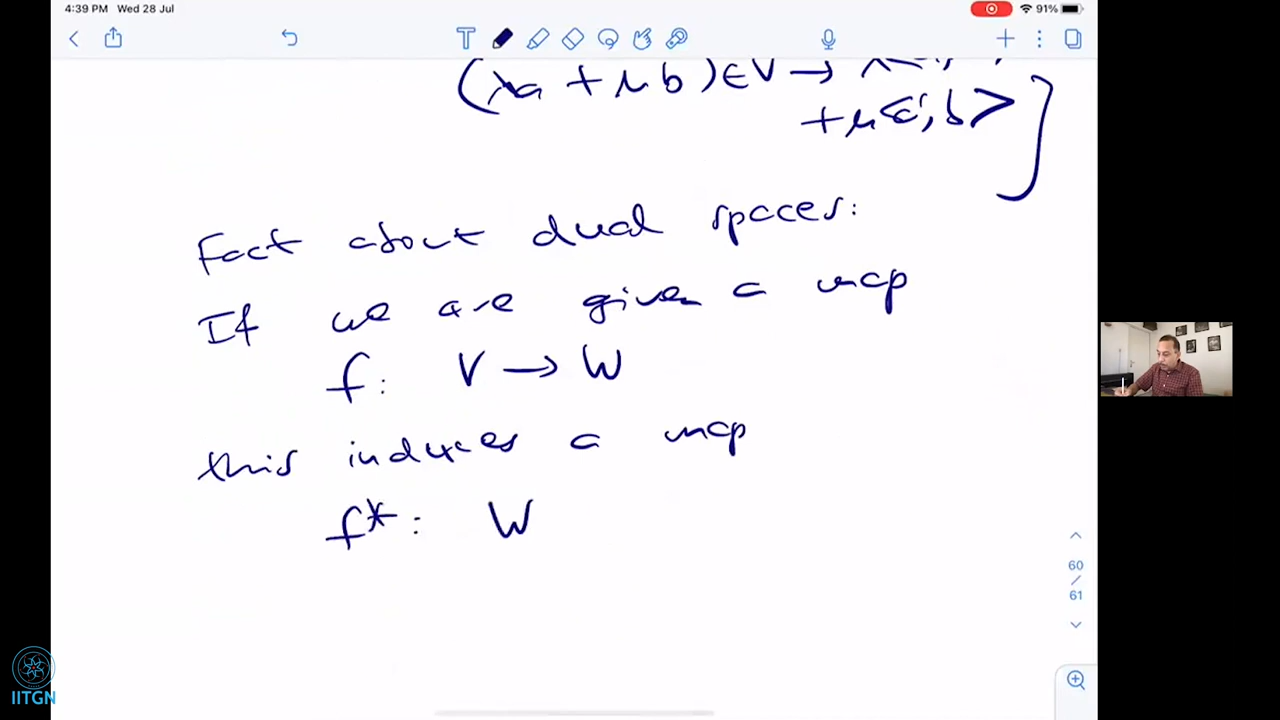 4:39 PM Wed 28 Jul
91%
(λa + μb) ∈ V →
+ μ<a', b>
Fact about dual spaces:
If we are given a map
f: V → W
this induces a map
f*: W
60
/
61
IITGN